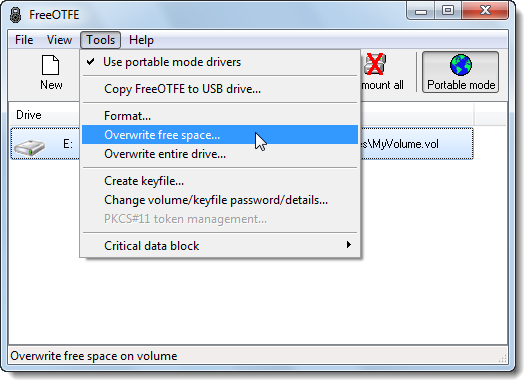 FreeOTFE
File View Tools Help
Use portable mode drivers
Copy FreeOTFE to USB drive...
Format...
Overwrite free space...
Overwrite entire drive...
Create keyfile...
Change volume/keyfile password/details...
PKCS#11 token management...
Critical data block
New mount all Portable mode
Drive
E: s\MyVolume.vol
Overwrite free space on volume